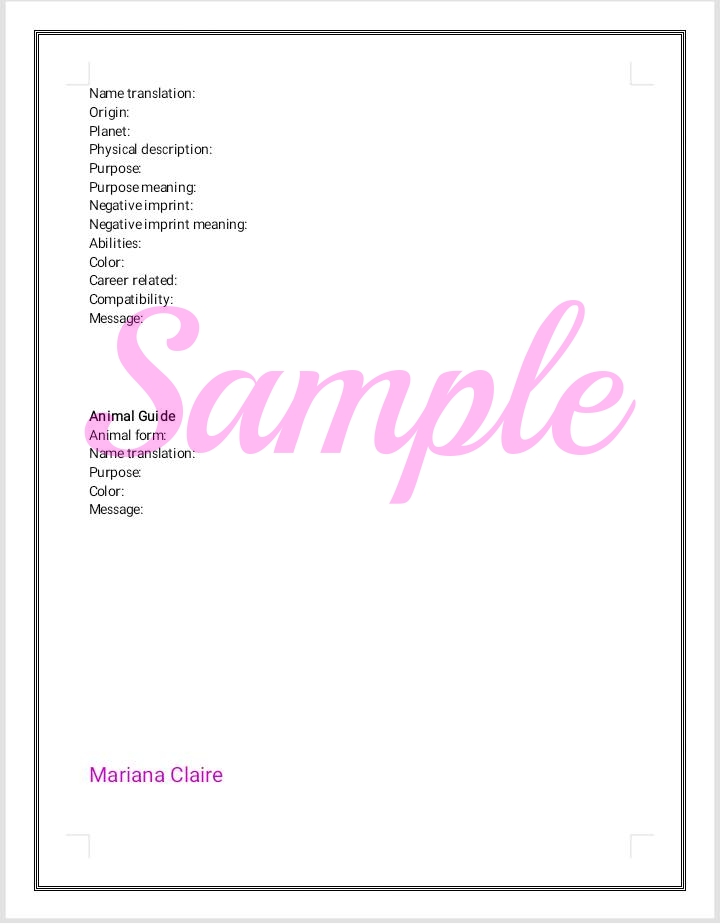 Name translation:
Origin:
Planet:
Physical description:
Purpose:
Purpose meaning:
Negative imprint:
Negative imprint meaning:
Abilities:
Color:
Career related:
Compatibility:
Message:
Sample
Animal Guide
Animal form:
Name translation:
Purpose:
Color:
Message:
Mariana Claire